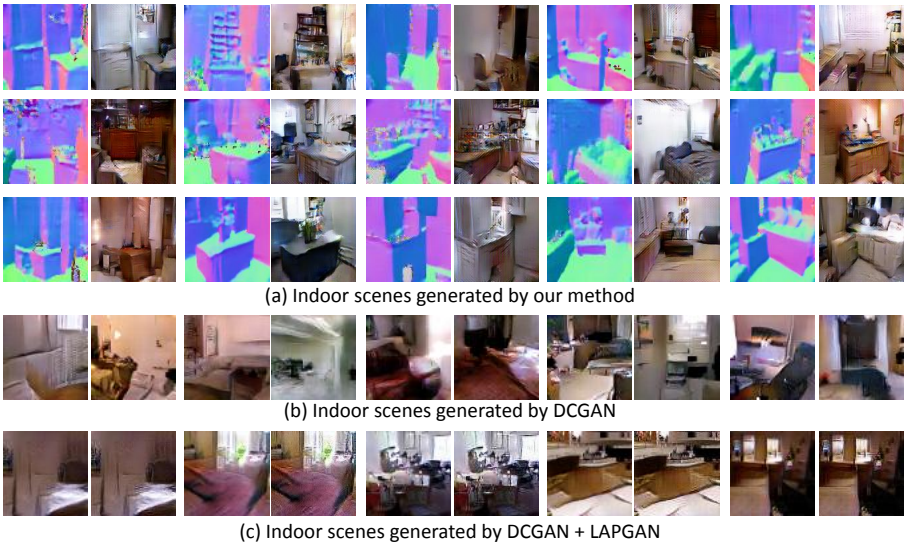 (a) Indoor scenes generated by our method
(b) Indoor scenes generated by DCGAN
(c) Indoor scenes generated by DCGAN + LAPGAN